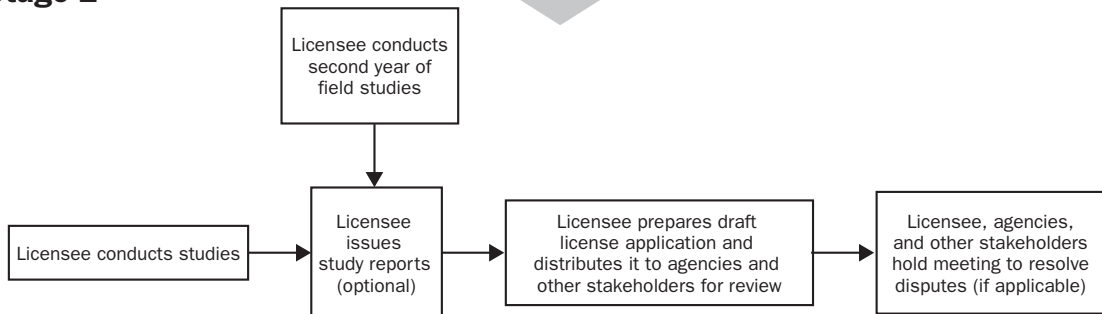 Licensee conducts
second year of
field studies
Licensee conducts studies
Licensee
issues
study reports
(optional)
Licensee prepares draft
license application and
distributes it to agencies and
other stakeholders for review
Licensee, agencies,
and other stakeholders
hold meeting to resolve
disputes (if applicable)